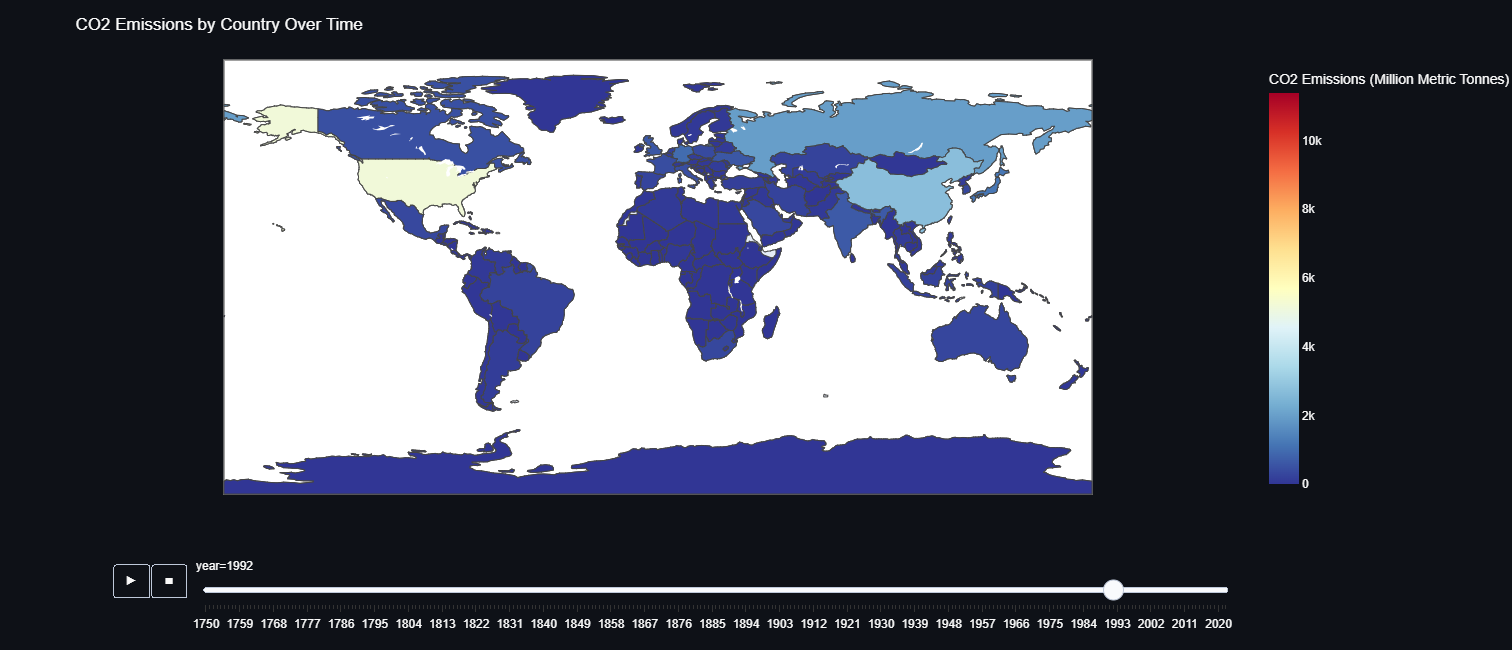 CO2 Emissions by Country Over Time
CO2 Emissions (Million Metric Tonnes)
10k
8k
6k
4k
2k
0
year=1992
1750 1759 1768 1777 1786 1795 1804 1813 1822 1831 1840 1849 1858 1867 1876 1885 1894 1903 1912 1921 1930 1939 1948 1957 1966 1975 1984 1993 2002 2011 2020